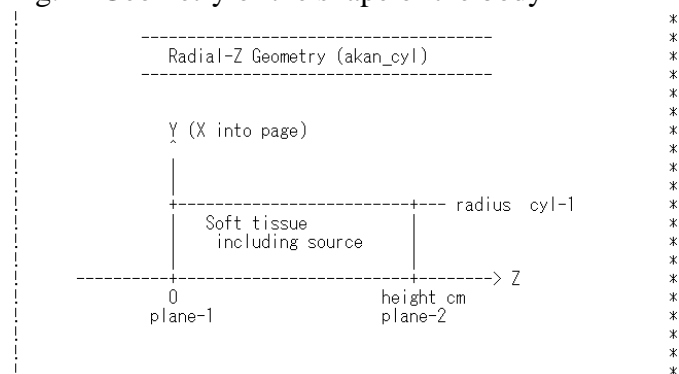 Radial-Z Geometry (akan_cyl)
Y (X into page)
radius cyl-1
Soft tissue
including source
Z
0 height cm
plane-1 plane-2